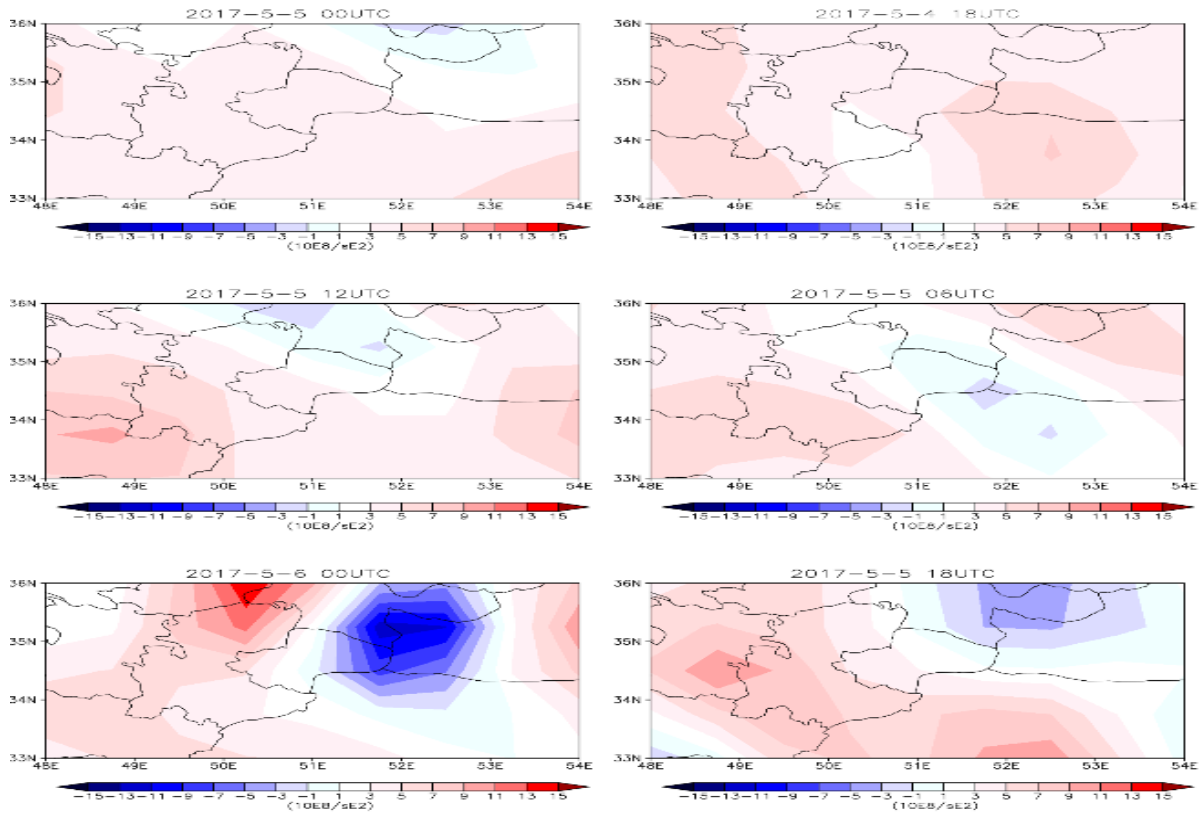 2017-5-5 00UTC
36N
35N
34N
33N
48E 49E 50E 51E 52E 53E 54E
-15-13-11 -9 -7 -5 -3 -1 1 3 5 7 9 11 13 15
(10E8/sE2)
2017-5-4 18UTC
36N
35N
34N
33N
48E 49E 50E 51E 52E 53E 54E
-15-13-11 -9 -7 -5 -3 -1 1 3 5 7 9 11 13 15
(10E8/sE2)
2017-5-5 12UTC
36N
35N
34N
33N
48E 49E 50E 51E 52E 53E 54E
-15-13-11 -9 -7 -5 -3 -1 1 3 5 7 9 11 13 15
(10E8/sE2)
2017-5-5 06UTC
36N
35N
34N
33N
48E 49E 50E 51E 52E 53E 54E
-15-13-11 -9 -7 -5 -3 -1 1 3 5 7 9 11 13 15
(10E8/sE2)
2017-5-6 00UTC
36N
35N
34N
33N
48E 49E 50E 51E 52E 53E 54E
-15-13-11 -9 -7 -5 -3 -1 1 3 5 7 9 11 13 15
(10E8/sE2)
2017-5-5 18UTC
36N
35N
34N
33N
48E 49E 50E 51E 52E 53E 54E
-15-13-11 -9 -7 -5 -3 -1 1 3 5 7 9 11 13 15
(10E8/sE2)